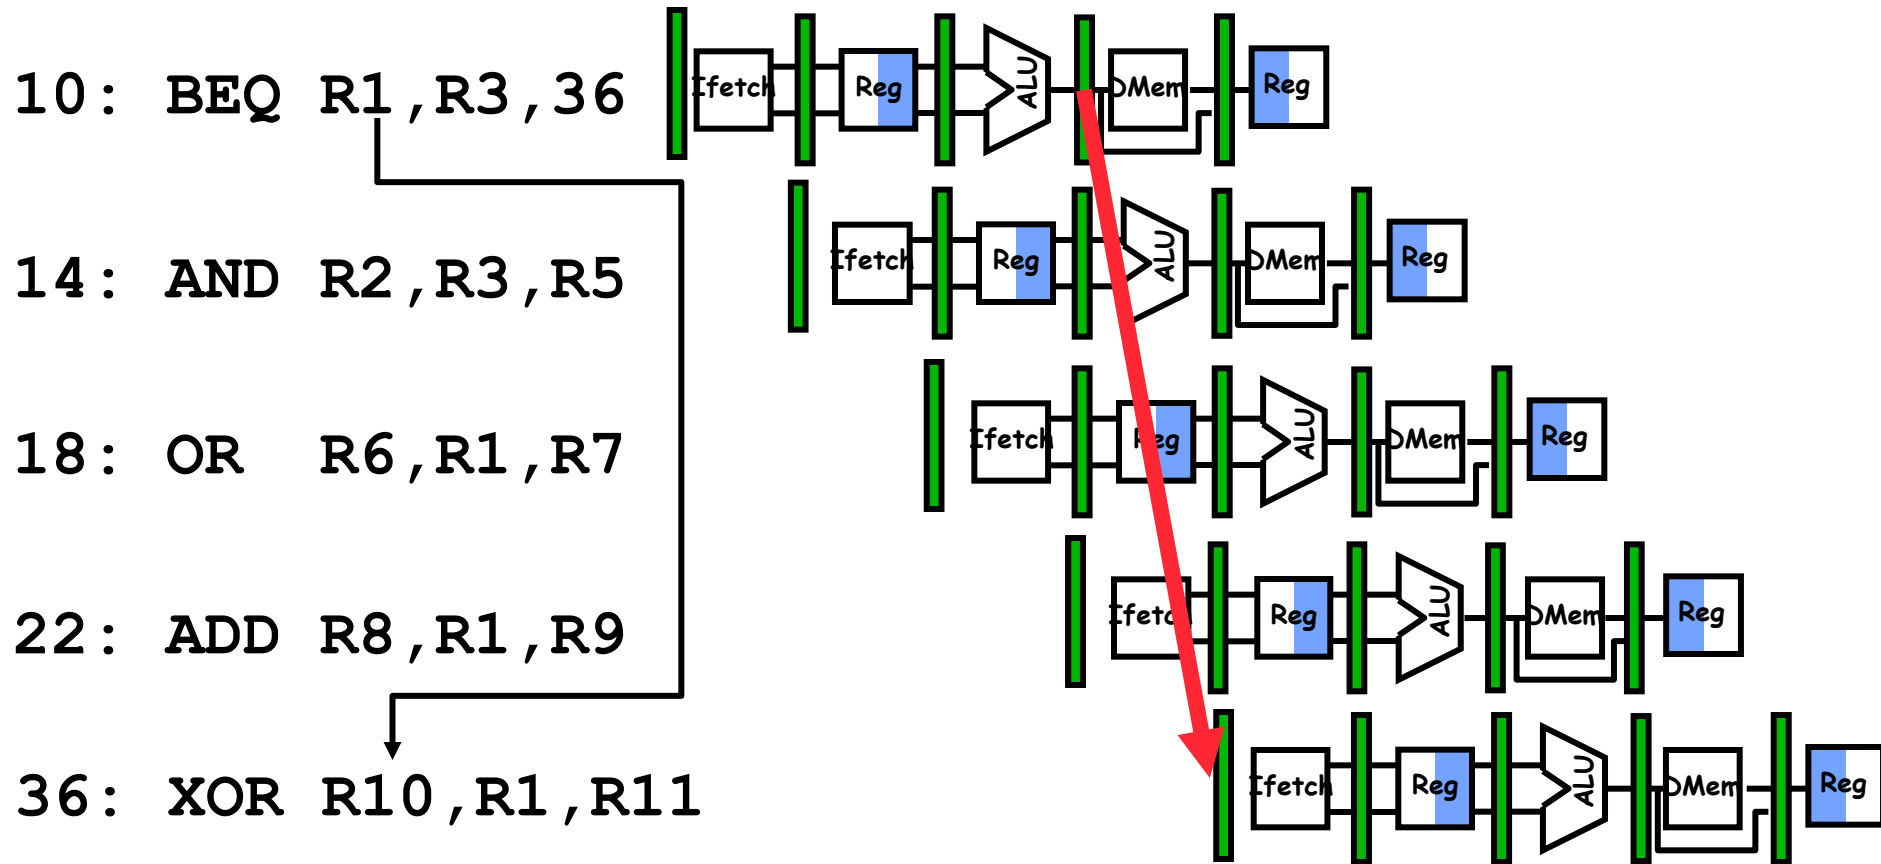 10: BEQ R1,R3,36 Ifetch Reg ALU DMem Reg
14: AND R2,R3,R5 Ifetch Reg ALU DMem Reg
18: OR R6,R1,R7 Ifetch Reg ALU DMem Reg
22: ADD R8,R1,R9 Ifetch Reg ALU DMem Reg
36: XOR R10,R1,R11 Ifetch Reg ALU DMem Reg